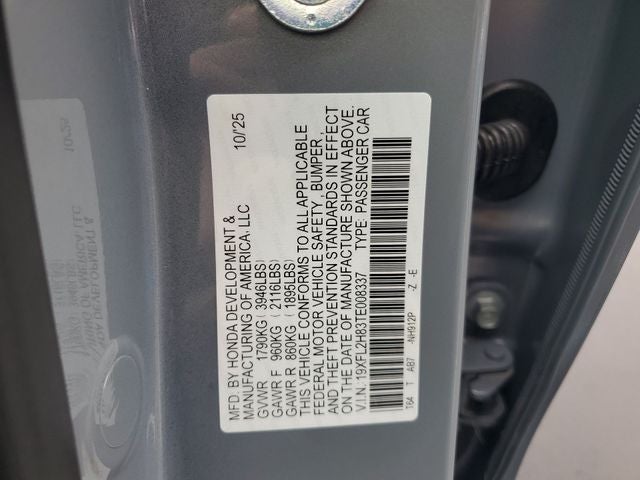 MFD. BY HONDA DEVELOPMENT &
MANUFACTURING OF AMERICA, LLC 10/'25
GVWR 1790KG ( 3946LBS)
GAWR F 960KG ( 2116LBS)
GAWR R 860KG ( 1895LBS)
THIS VEHICLE CONFORMS TO ALL APPLICABLE
FEDERAL MOTOR VEHICLE SAFETY, BUMPER,
AND THEFT PREVENTION STANDARDS IN EFFECT
ON THE DATE OF MANUFACTURE SHOWN ABOVE.
V.I.N: 19XFL2H83TE008337 TYPE: PASSENGER CAR
T64 T AB7 -NH912P -Z -E